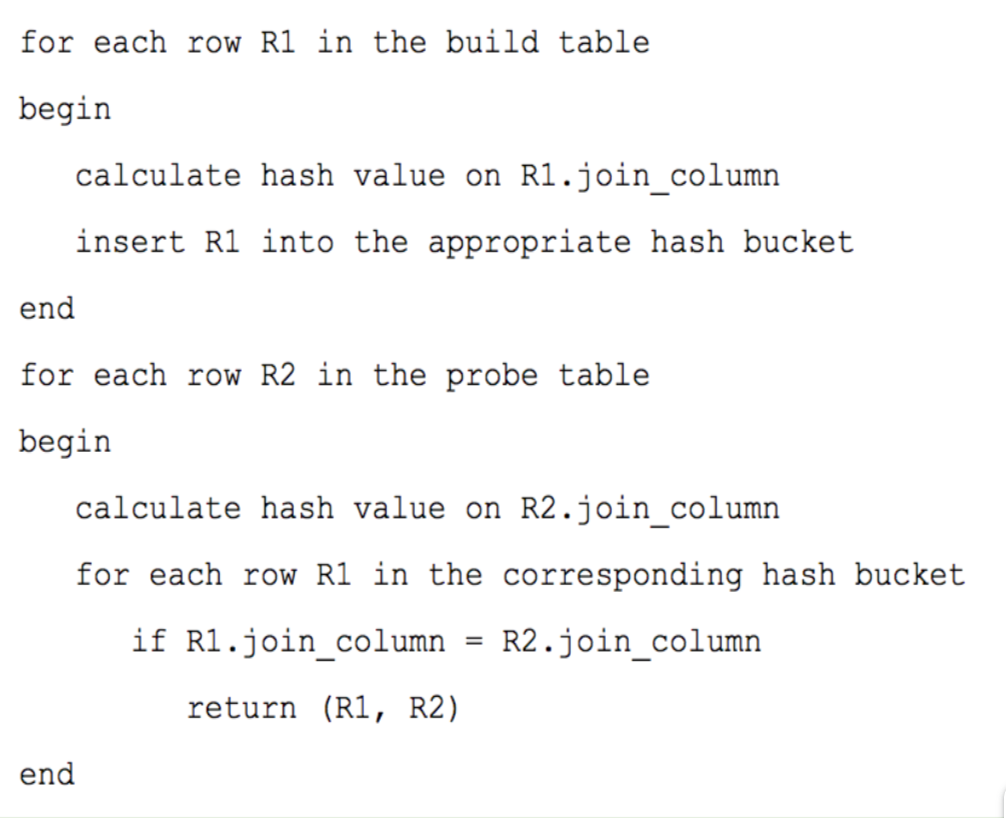 for each row R1 in the build table
begin
calculate hash value on R1.join_column
insert R1 into the appropriate hash bucket
end
for each row R2 in the probe table
begin
calculate hash value on R2.join_column
for each row R1 in the corresponding hash bucket
if R1.join_column = R2.join_column
return (R1, R2)
end